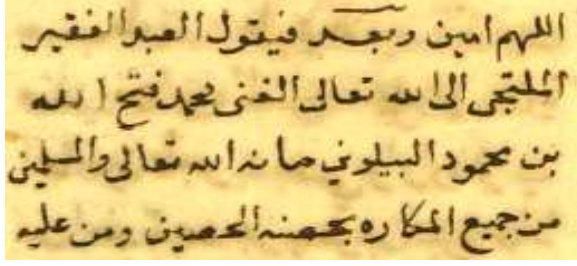 اللهم امين وبعد فيقول العبد الفقير
الملتجى الى الله تعالى الغنى محمد فتح الله
بن محمود البيلوني صانه الله تعالى والمسلمين
من جميع المكاره بحصنه الحصين ومن عليه